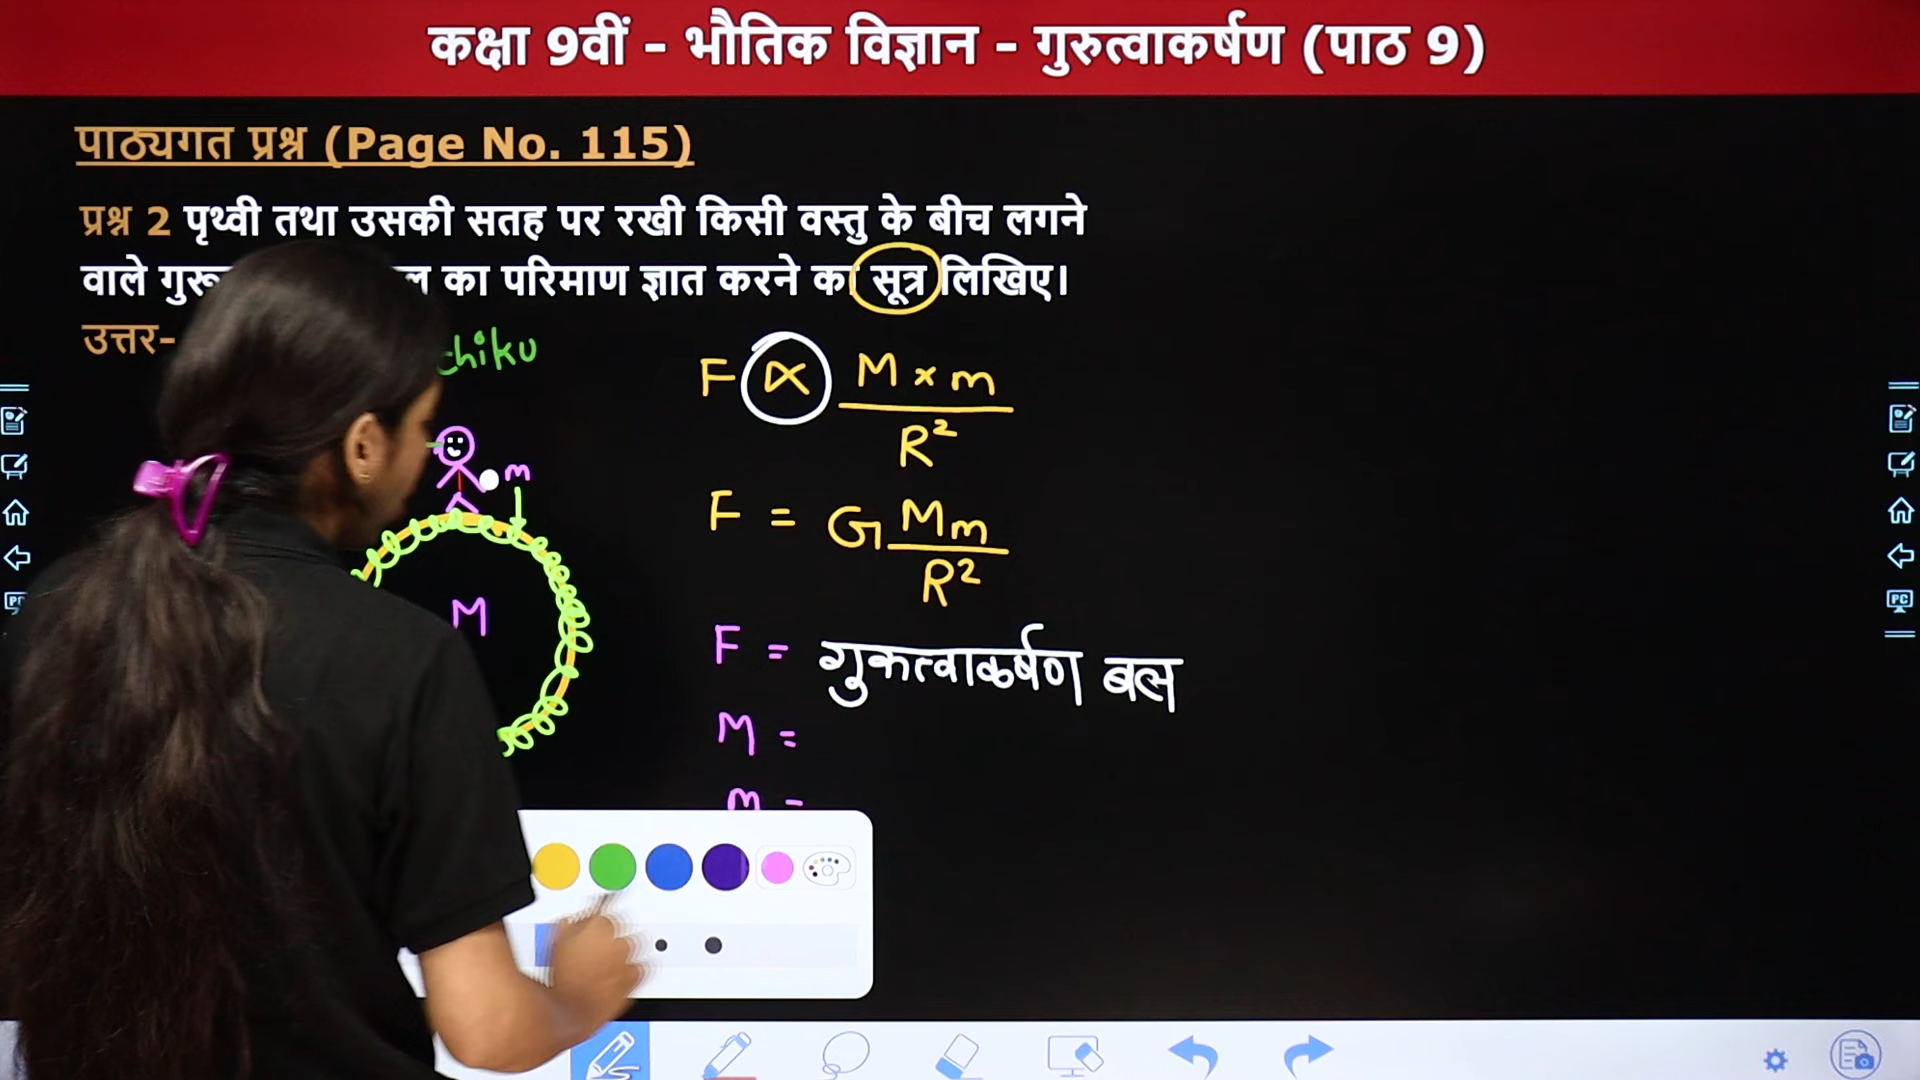 कक्षा 9वीं - भौतिक विज्ञान - गुरुत्वाकर्षण (पाठ 9)
पाठ्यगत प्रश्न (Page No. 115)
प्रश्न 2 पृथ्वी तथा उसकी सतह पर रखी किसी वस्तु के बीच लगने
वाले का परिमाण ज्ञात करने का सूत्र लिखिए।
उत्तर-
chiku
F ∝ M × m / R²
m
F = G Mm / R²
M
F = गुरुत्वाकर्षण बल
M =
m =
PC